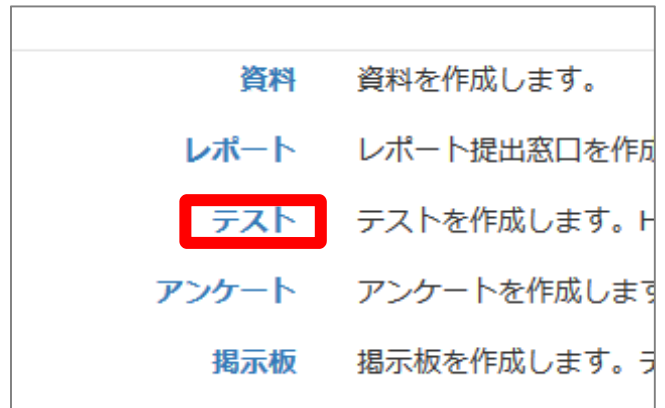 資料 資料を作成します。
レポート レポート提出窓口を作成
テスト テストを作成します。H
アンケート アンケートを作成します
掲示板 掲示板を作成します。テ